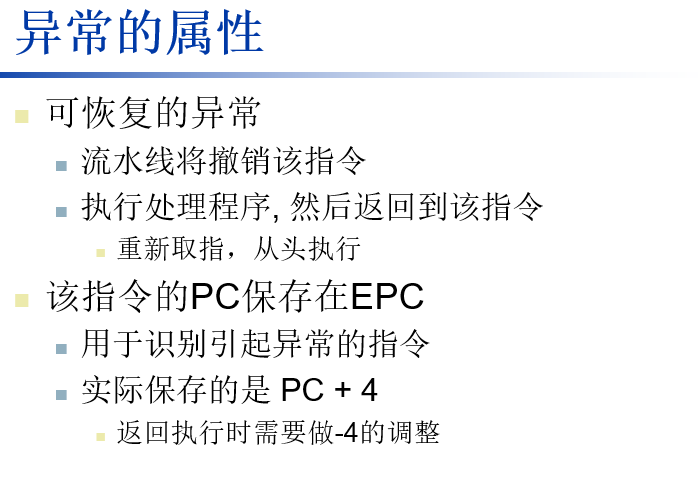 异常的属性
可恢复的异常
流水线将撤销该指令
执行处理程序, 然后返回到该指令
重新取指，从头执行
该指令的PC保存在EPC
用于识别引起异常的指令
实际保存的是 PC + 4
返回执行时需要做-4的调整